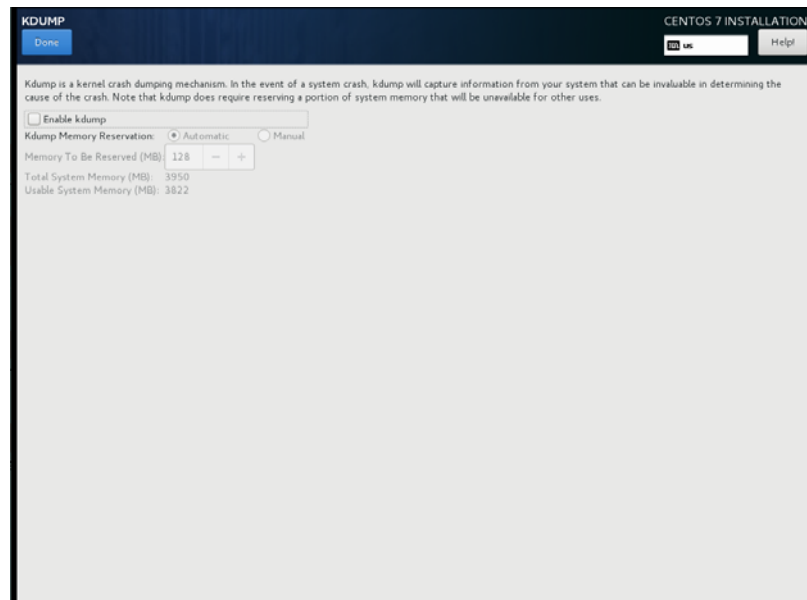 KDUMP
CENTOS 7 INSTALLATION
Done
us
Help!
Kdump is a kernel crash dumping mechanism. In the event of a system crash, kdump will capture information from your system that can be invaluable in determining the
cause of the crash. Note that kdump does require reserving a portion of system memory that will be unavailable for other uses.
Enable kdump
Kdump Memory Reservation: Automatic Manual
Memory To Be Reserved (MB): 128 − +
Total System Memory (MB): 3950
Usable System Memory (MB): 3822